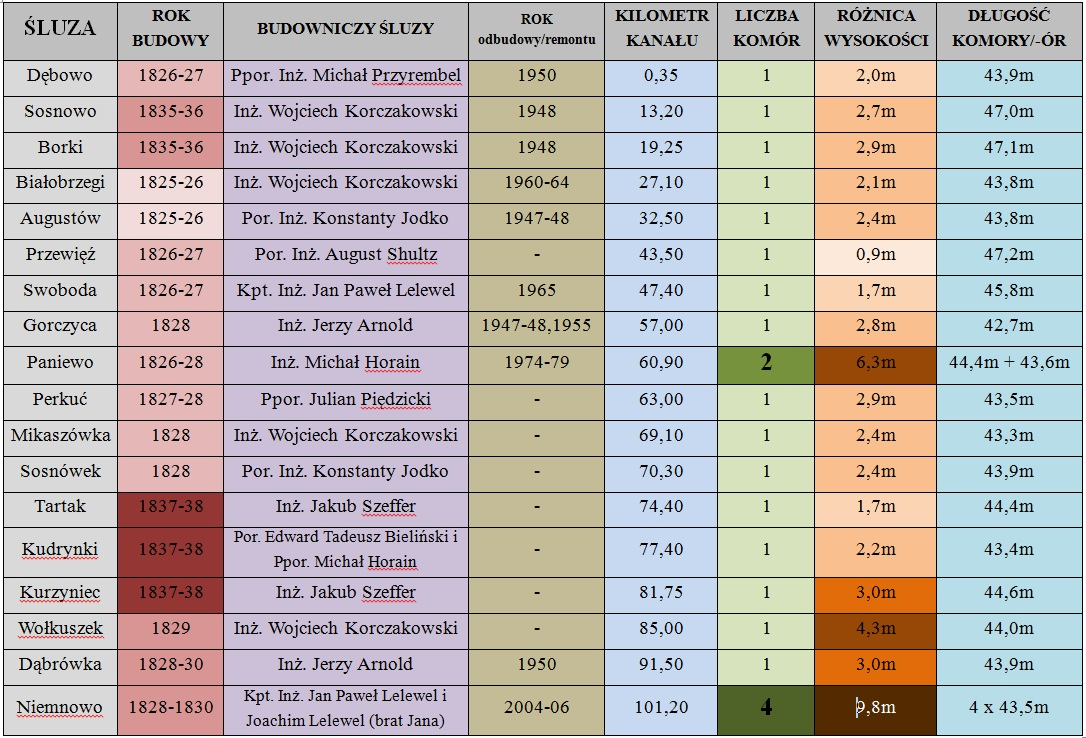 ŚLUZA ROK BUDOWY BUDOWNICZY ŚLUZY ROK odbudowy/remontu KILOMETR KANAŁU LICZBA KOMÓR RÓŻNICA WYSOKOŚCI DŁUGOŚĆ KOMORY/-ÓR
Dębowo 1826-27 Ppor. Inż. Michał Przyrembel 1950 0,35 1 2,0m 43,9m
Sosnowo 1835-36 Inż. Wojciech Korczakowski 1948 13,20 1 2,7m 47,0m
Borki 1835-36 Inż. Wojciech Korczakowski 1948 19,25 1 2,9m 47,1m
Białobrzegi 1825-26 Inż. Wojciech Korczakowski 1960-64 27,10 1 2,1m 43,8m
Augustów 1825-26 Por. Inż. Konstanty Jodko 1947-48 32,50 1 2,4m 43,8m
Przewięź 1826-27 Por. Inż. August Shultz - 43,50 1 0,9m 47,2m
Swoboda 1826-27 Kpt. Inż. Jan Paweł Lelewel 1965 47,40 1 1,7m 45,8m
Gorczyca 1828 Inż. Jerzy Arnold 1947-48,1955 57,00 1 2,8m 42,7m
Paniewo 1826-28 Inż. Michał Horain 1974-79 60,90 2 6,3m 44,4m + 43,6m
Perkuć 1827-28 Ppor. Julian Piędzicki - 63,00 1 2,9m 43,5m
Mikaszówka 1828 Inż. Wojciech Korczakowski - 69,10 1 2,4m 43,3m
Sosnówek 1828 Por. Inż. Konstanty Jodko - 70,30 1 2,4m 43,9m
Tartak 1837-38 Inż. Jakub Szeffer - 74,40 1 1,7m 44,4m
Kudrynki 1837-38 Por. Edward Tadeusz Bieliński i Ppor. Michał Horain - 77,40 1 2,2m 43,4m
Kurzyniec 1837-38 Inż. Jakub Szeffer - 81,75 1 3,0m 44,6m
Wołkuszek 1829 Inż. Wojciech Korczakowski - 85,00 1 4,3m 44,0m
Dąbrówka 1828-30 Inż. Jerzy Arnold 1950 91,50 1 3,0m 43,9m
Niemnowo 1828-1830 Kpt. Inż. Jan Paweł Lelewel i Joachim Lelewel (brat Jana) 2004-06 101,20 4 9,8m 4 x 43,5m